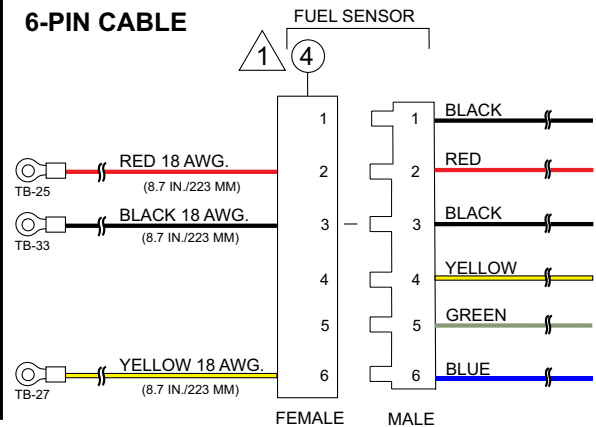 6-PIN CABLE
FUEL SENSOR
1
4
1
1
BLACK
RED 18 AWG.
2
2
RED
TB-25
(8.7 IN./223 MM)
BLACK 18 AWG.
3
–
3
BLACK
TB-33
(8.7 IN./223 MM)
4
4
YELLOW
5
5
GREEN
YELLOW 18 AWG.
6
6
BLUE
TB-27
(8.7 IN./223 MM)
FEMALE
MALE